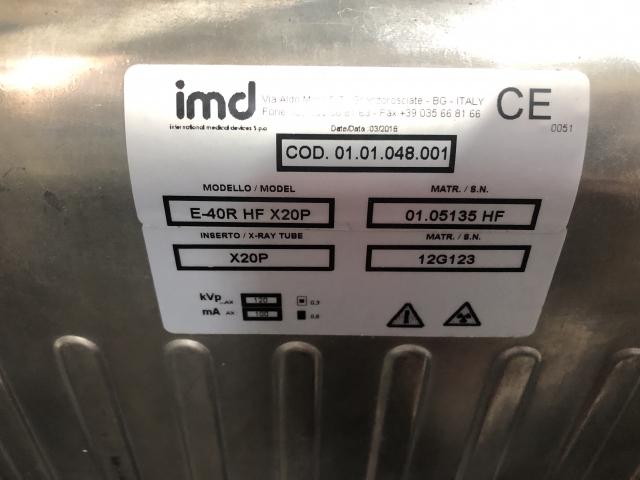 imd
international medical devices S.p.a
Via Aldo - BG - ITALY
- Fax +39 035 66 81 66
CE
0051
Date/Data :03/2016
COD. 01.01.048.001
MODELLO / MODEL
MATR. / S.N.
E-40R HF X20P
01.05135 HF
INSERTO / X-RAY TUBE
MATR. / S.N.
X20P
12G123
kVp MAX 120 0,3
mA MAX 100 0,6